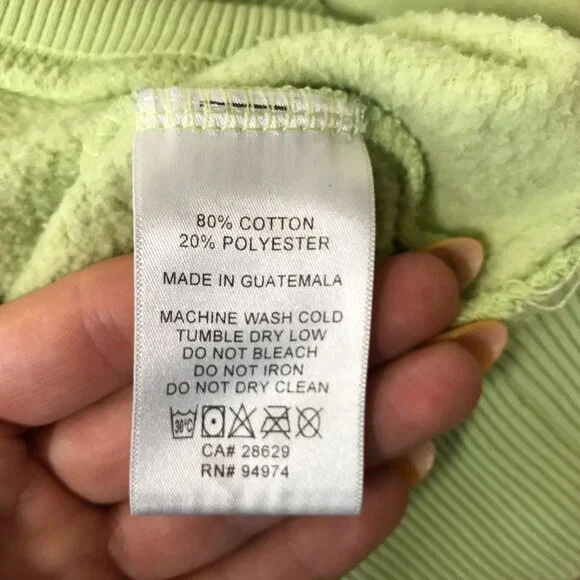 80% COTTON
20% POLYESTER
MADE IN GUATEMALA
MACHINE WASH COLD
TUMBLE DRY LOW
DO NOT BLEACH
DO NOT IRON
DO NOT DRY CLEAN
30°C
CA# 28629
RN# 94974